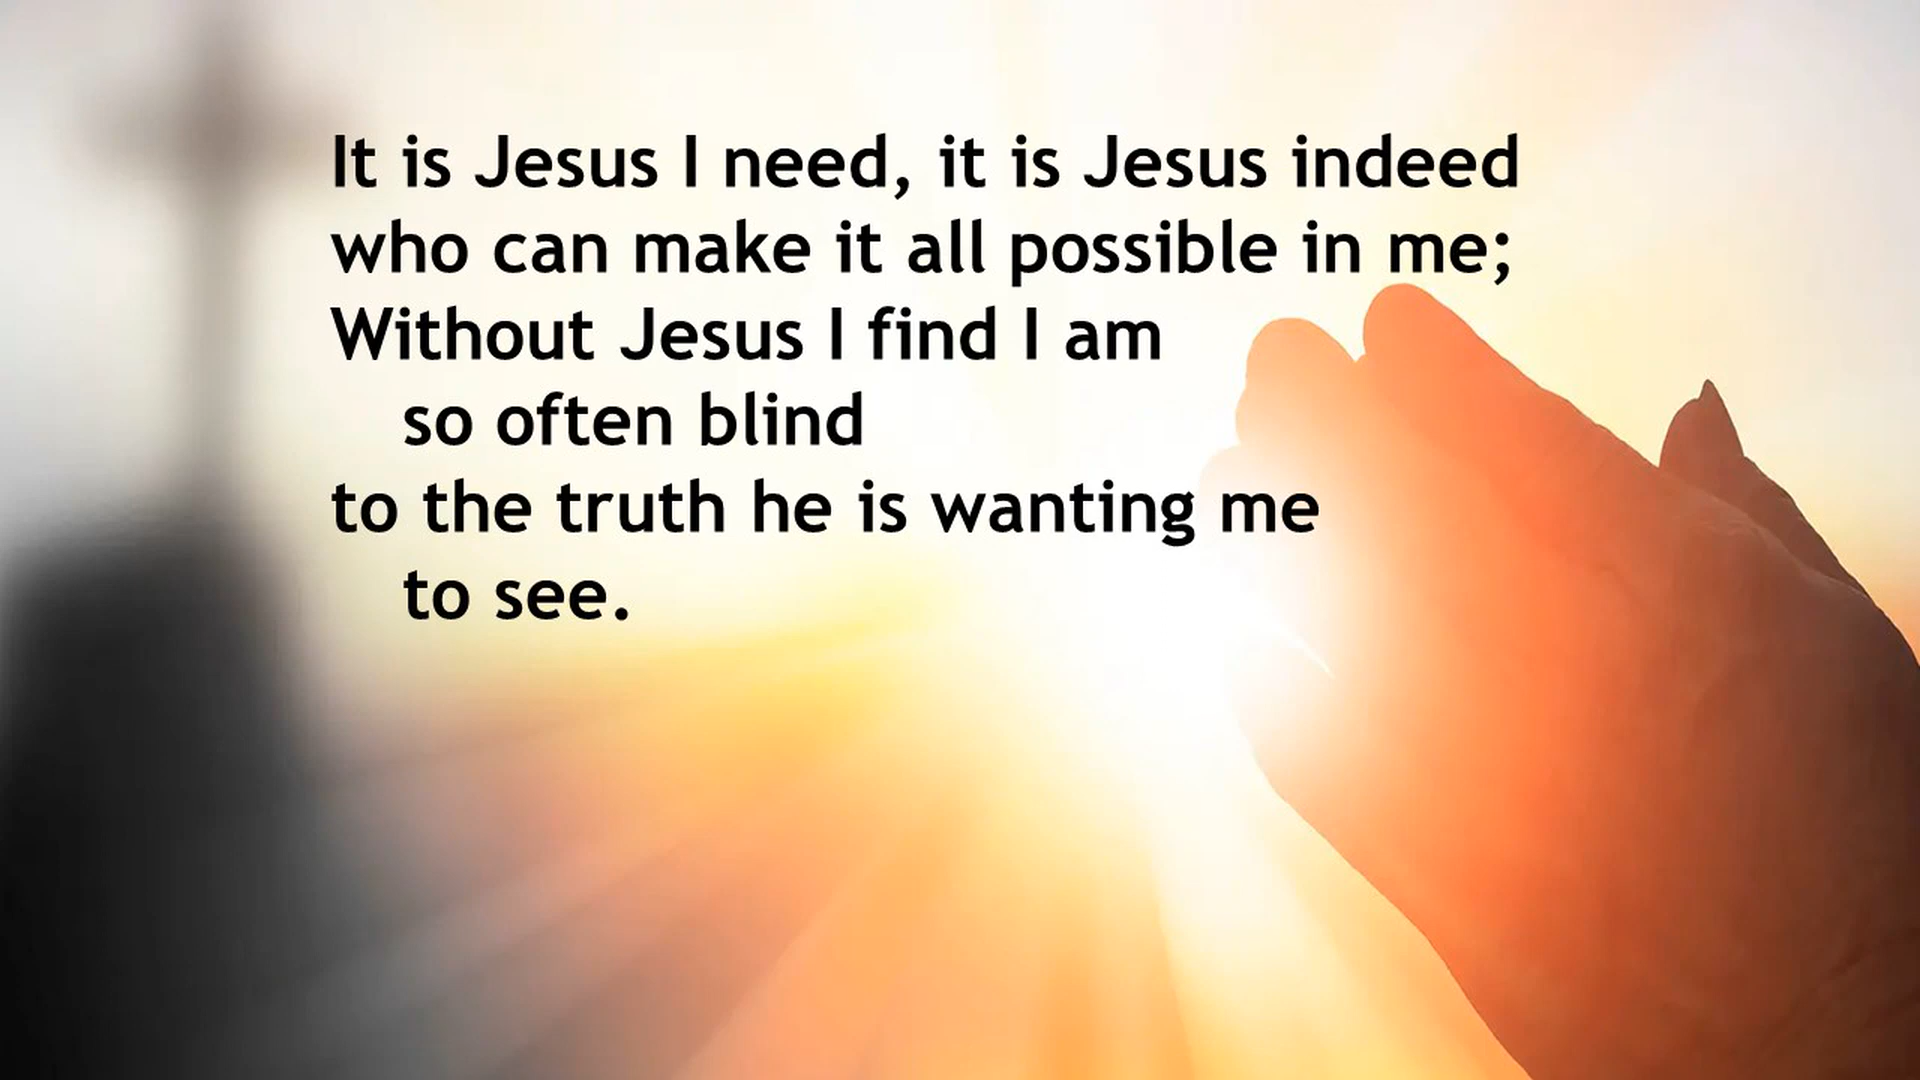 It is Jesus I need, it is Jesus indeed
who can make it all possible in me;
Without Jesus I find I am
so often blind
to the truth he is wanting me
to see.